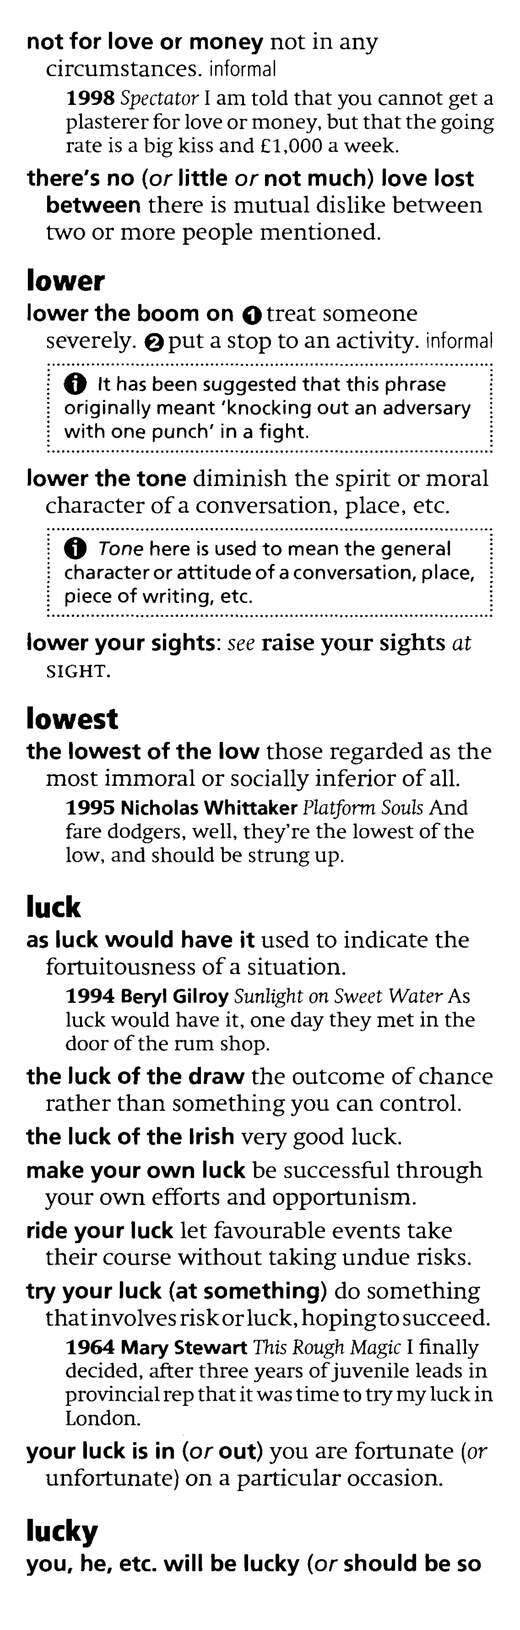 not for love or money not in any
circumstances. informal
1998 Spectator I am told that you cannot get a
plasterer for love or money, but that the going
rate is a big kiss and £1,000 a week.
there's no (or little or not much) love lost
between there is mutual dislike between
two or more people mentioned.
lower
lower the boom on ❶ treat someone
severely. ❷ put a stop to an activity. informal
ℹ It has been suggested that this phrase
originally meant 'knocking out an adversary
with one punch' in a fight.
lower the tone diminish the spirit or moral
character of a conversation, place, etc.
ℹ Tone here is used to mean the general
character or attitude of a conversation, place,
piece of writing, etc.
lower your sights: see raise your sights at
SIGHT.
lowest
the lowest of the low those regarded as the
most immoral or socially inferior of all.
1995 Nicholas Whittaker Platform Souls And
fare dodgers, well, they're the lowest of the
low, and should be strung up.
luck
as luck would have it used to indicate the
fortuitousness of a situation.
1994 Beryl Gilroy Sunlight on Sweet Water As
luck would have it, one day they met in the
door of the rum shop.
the luck of the draw the outcome of chance
rather than something you can control.
the luck of the Irish very good luck.
make your own luck be successful through
your own efforts and opportunism.
ride your luck let favourable events take
their course without taking undue risks.
try your luck (at something) do something
that involves risk or luck, hoping to succeed.
1964 Mary Stewart This Rough Magic I finally
decided, after three years of juvenile leads in
provincial rep that it was time to try my luck in
London.
your luck is in (or out) you are fortunate (or
unfortunate) on a particular occasion.
lucky
you, he, etc. will be lucky (or should be so